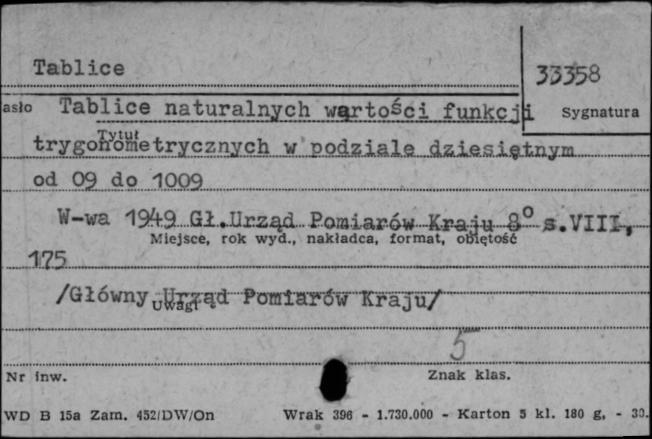 Tablice
33358
asło Tablice naturalnych wartości funkcji
Sygnatura
Tytuł
trygonometrycznych w podziale dziesiętnym
od 09 do 1009
W-wa 1949 Gł.Urząd Pomiarów Kraju 8° s.VIII,
Miejsce, rok wyd., nakładca, format, objętość
175
/Główny Urząd Pomiarów Kraju/
Uwagi
5
Nr inw.
Znak klas.
WD B 15a Zam. 452/DW/On
Wrak 396 - 1.730.000 - Karton 5 kl. 180 g, - 30.